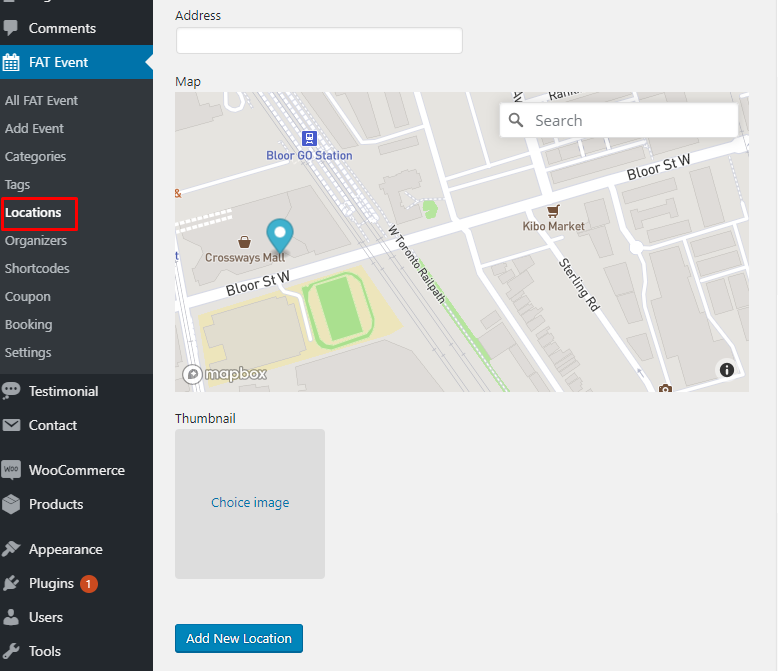 Comments
FAT Event
All FAT Event
Add Event
Categories
Tags
Locations
Organizers
Shortcodes
Coupon
Booking
Settings
Testimonial
Contact
WOO WooCommerce
Products
Appearance
Plugins 1
Users
Tools
Address
Map
Search
Bloor GO Station
Bloor St W
Kibo Market
&
Crossways Mall
W Toronto Railpath
Sterling Rd
Bloor St W
mapbox
Thumbnail
Choice image
Add New Location